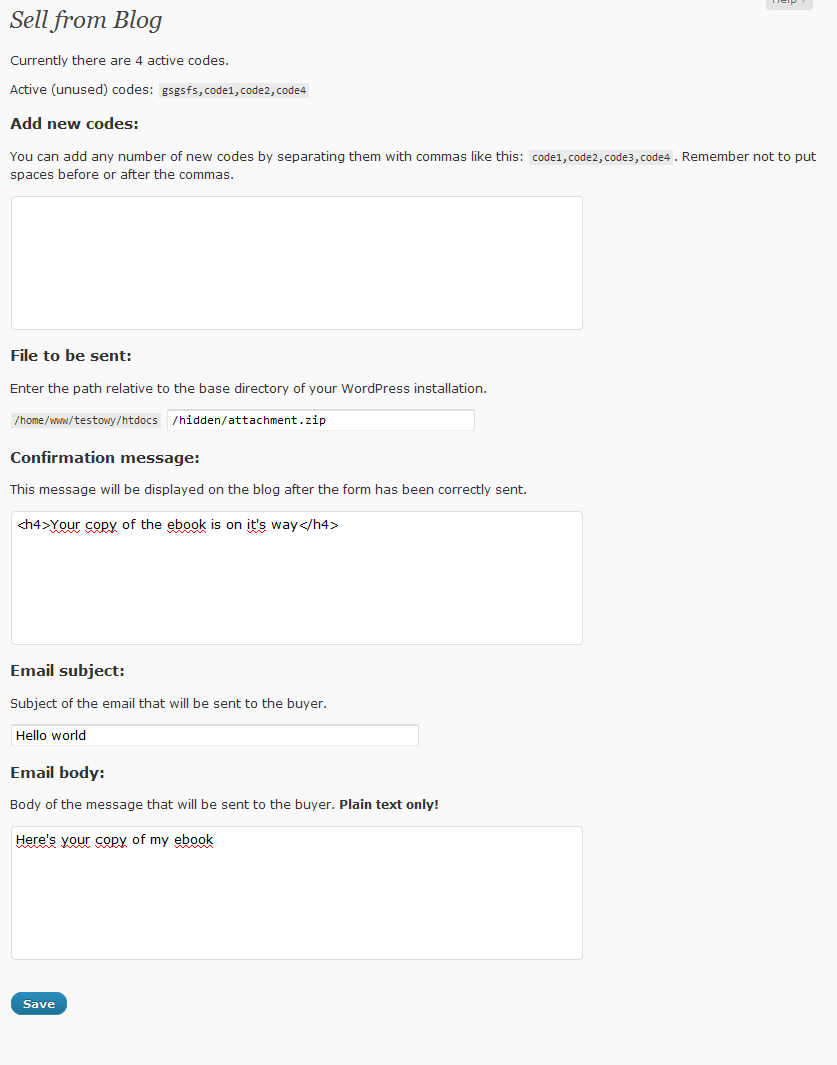 Help
Sell from Blog
Currently there are 4 active codes.
Active (unused) codes: gsgsfs,code1,code2,code4
Add new codes:
You can add any number of new codes by separating them with commas like this: code1,code2,code3,code4. Remember not to put
spaces before or after the commas.
File to be sent:
Enter the path relative to the base directory of your WordPress installation.
/home/www/testowy/htdocs /hidden/attachment.zip
Confirmation message:
This message will be displayed on the blog after the form has been correctly sent.
<h4>Your copy of the ebook is on it's way</h4>
Email subject:
Subject of the email that will be sent to the buyer.
Hello world
Email body:
Body of the message that will be sent to the buyer. Plain text only!
Here's your copy of my ebook
Save